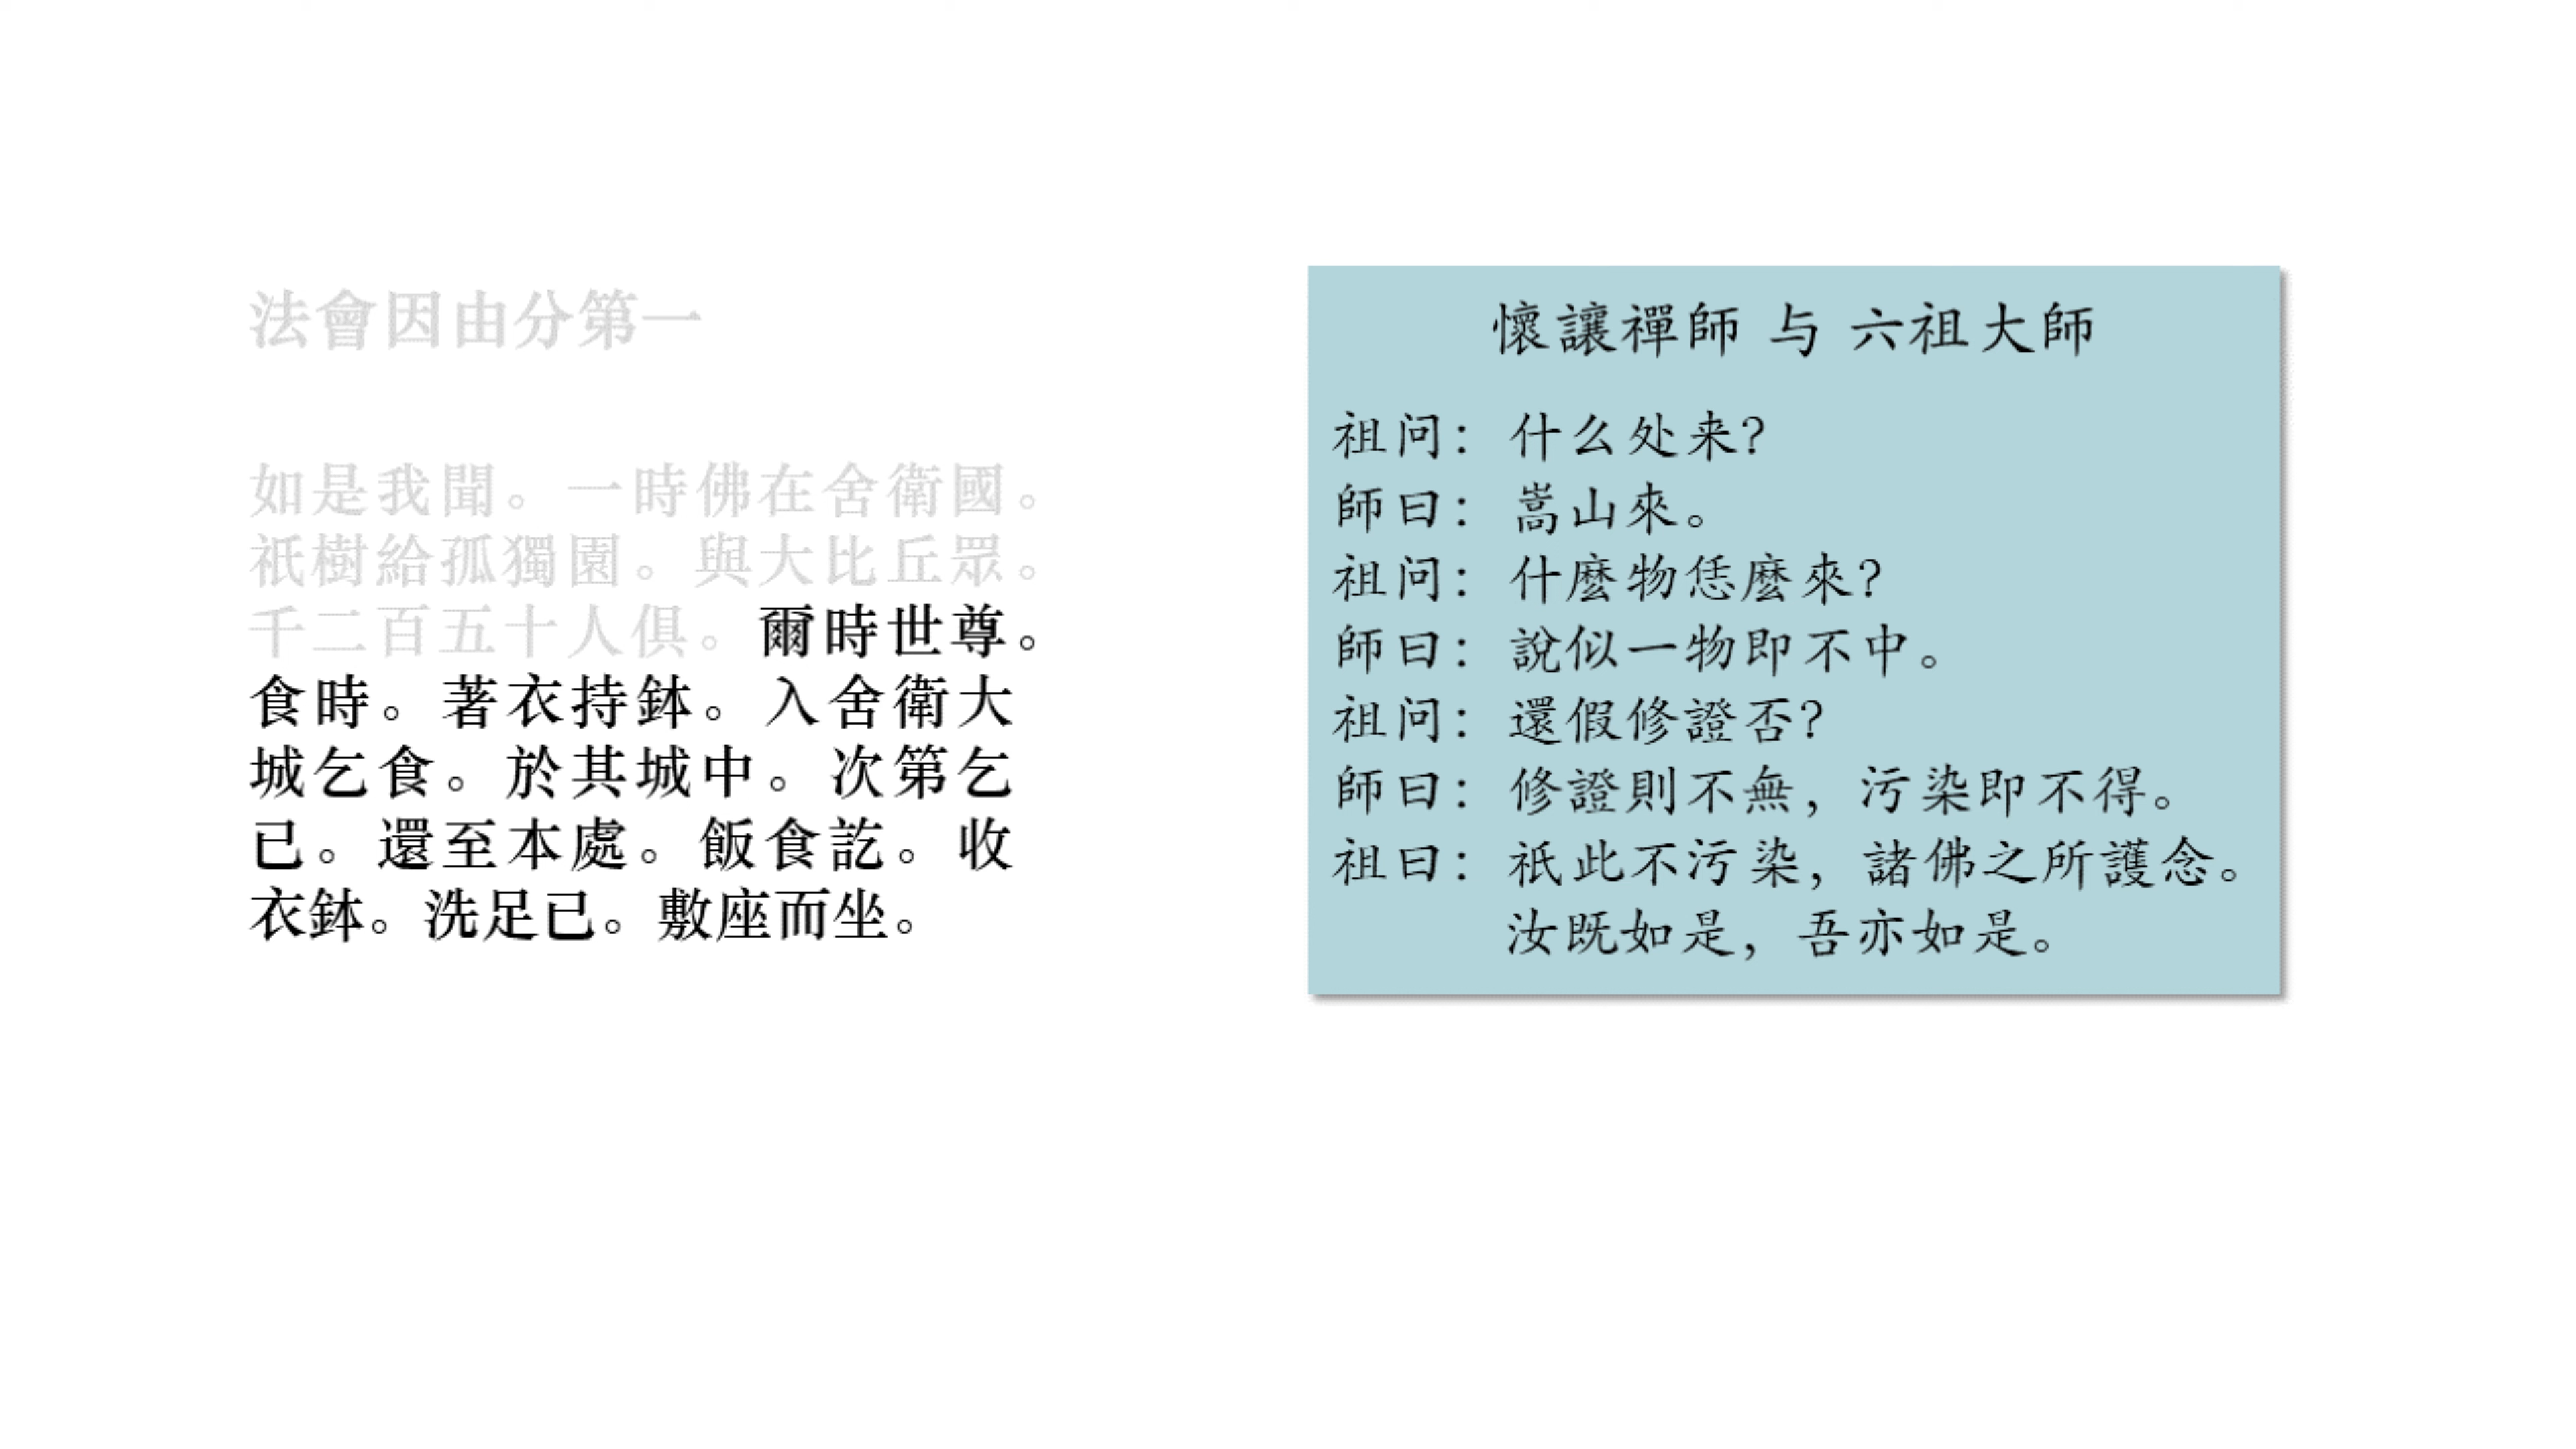 法會因由分第一
如是我聞。一時佛在舍衛國。
祇樹給孤獨園。與大比丘眾。
千二百五十人俱。爾時世尊。
食時。著衣持鉢。入舍衛大
城乞食。於其城中。次第乞
已。還至本處。飯食訖。收
衣鉢。洗足已。敷座而坐。
懷讓禪師 与 六祖大師
祖问：什么处来？
師曰：嵩山來。
祖问：什麼物恁麼來？
師曰：說似一物即不中。
祖问：還假修證否？
師曰：修證則不無，污染即不得。
祖曰：祇此不污染，諸佛之所護念。
汝既如是，吾亦如是。